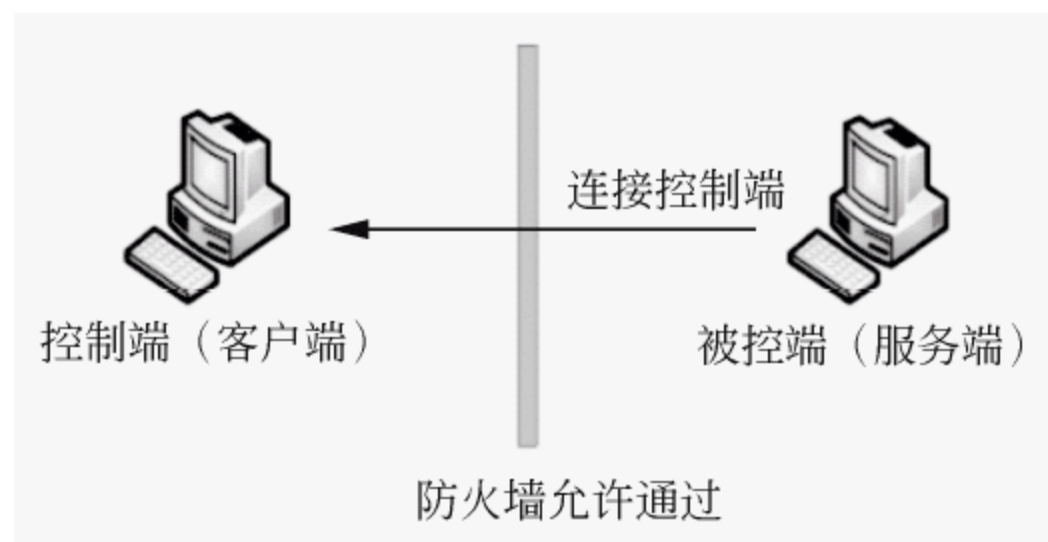 连接控制端
控制端（客户端）
被控端（服务端）
防火墙允许通过